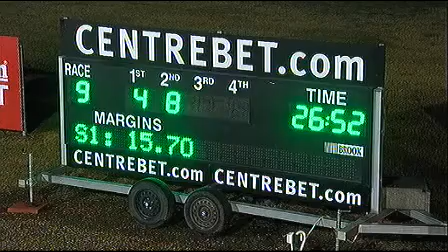 CENTREBET.com
RACE 1ST 2ND 3RD 4TH TIME
9 4 8 26:52
MARGINS
S1: 15.70
CENTREBET.com CENTREBET.com